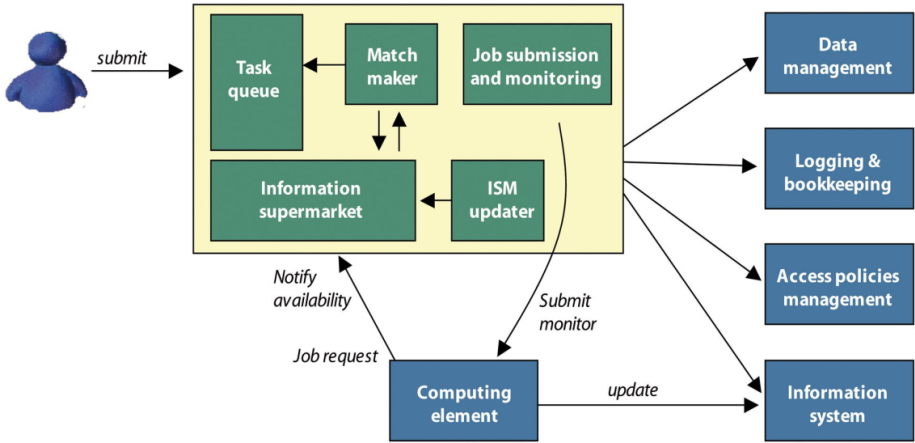 submit
Task
queue
Match
maker
Job submission
and monitoring
Information
supermarket
ISM
updater
Data
management
Logging &
bookkeeping
Access policies
management
Information
system
Notify
availability
Job request
Submit
monitor
Computing
element
update